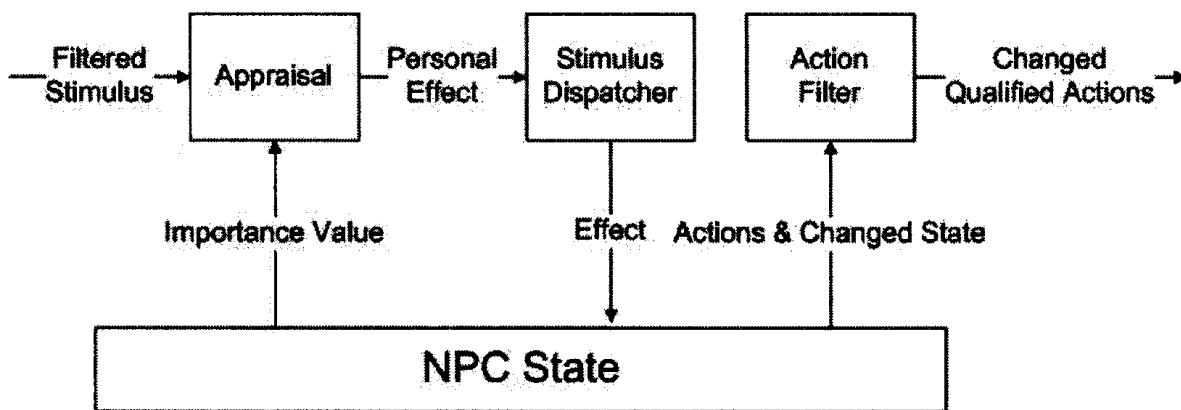 Filtered
Stimulus
Appraisal
Personal
Effect
Stimulus
Dispatcher
Action
Filter
Changed
Qualified Actions
Importance Value
Effect
Actions & Changed State
NPC State